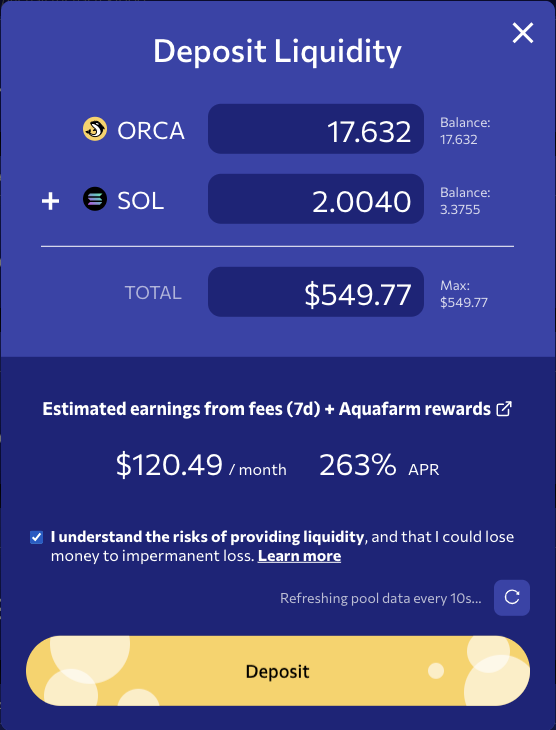 Deposit Liquidity
ORCA
17.632
Balance:
17.632
+
SOL
2.0040
Balance:
3.3755
TOTAL
$549.77
Max:
$549.77
Estimated earnings from fees (7d) + Aquafarm rewards
$120.49 / month
263% APR
I understand the risks of providing liquidity, and that I could lose
money to impermanent loss. Learn more
Refreshing pool data every 10s...
Deposit